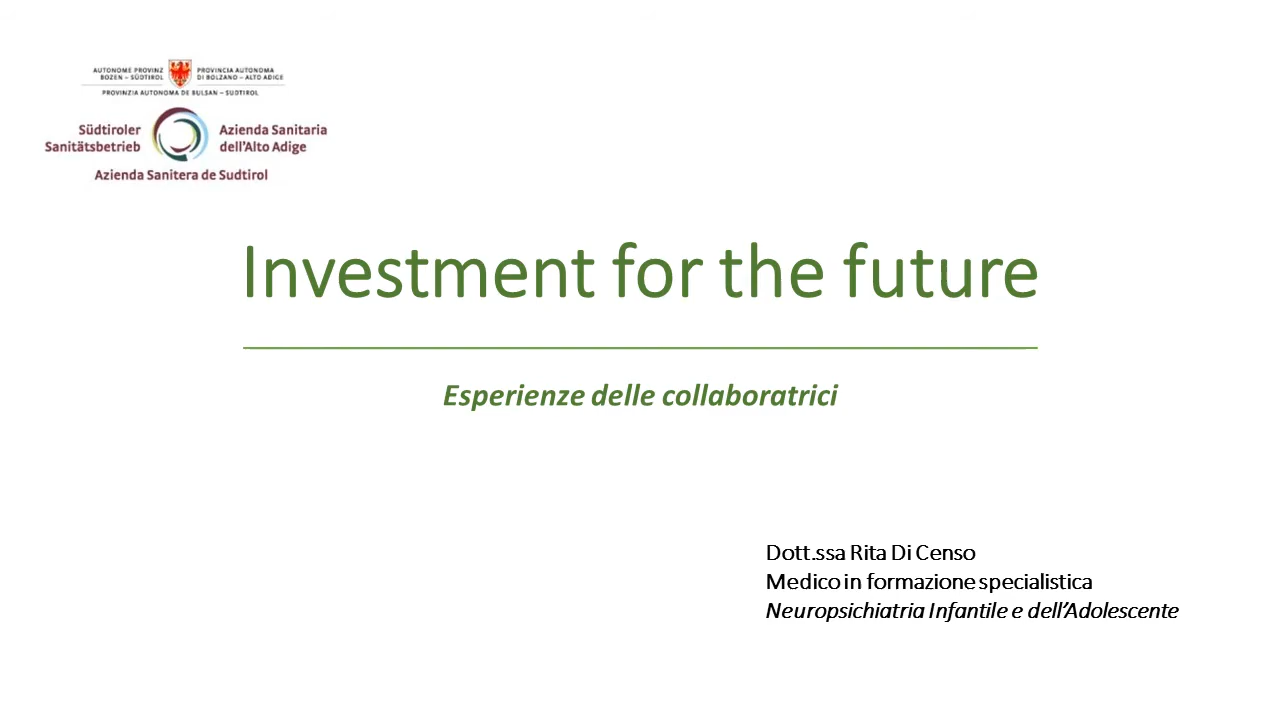 AUTONOME PROVINZ
BOZEN – SÜDTIROL
PROVINCIA AUTONOMA
DI BOLZANO – ALTO ADIGE
PROVINZIA AUTONOMA DE BULSAN – SUDTIROL
Südtiroler
Sanitätsbetrieb
Azienda Sanitaria
dell'Alto Adige
Azienda Sanitera de Sudtirol
Investment for the future
Esperienze delle collaboratrici
Dott.ssa Rita Di Censo
Medico in formazione specialistica
Neuropsichiatria Infantile e dell'Adolescente